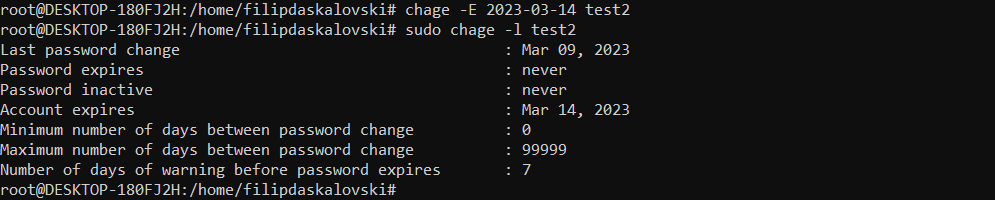 root@DESKTOP-180FJ2H:/home/filipdaskalovski# chage -E 2023-03-14 test2
root@DESKTOP-180FJ2H:/home/filipdaskalovski# sudo chage -l test2
Last password change : Mar 09, 2023
Password expires : never
Password inactive : never
Account expires : Mar 14, 2023
Minimum number of days between password change : 0
Maximum number of days between password change : 99999
Number of days of warning before password expires : 7
root@DESKTOP-180FJ2H:/home/filipdaskalovski#